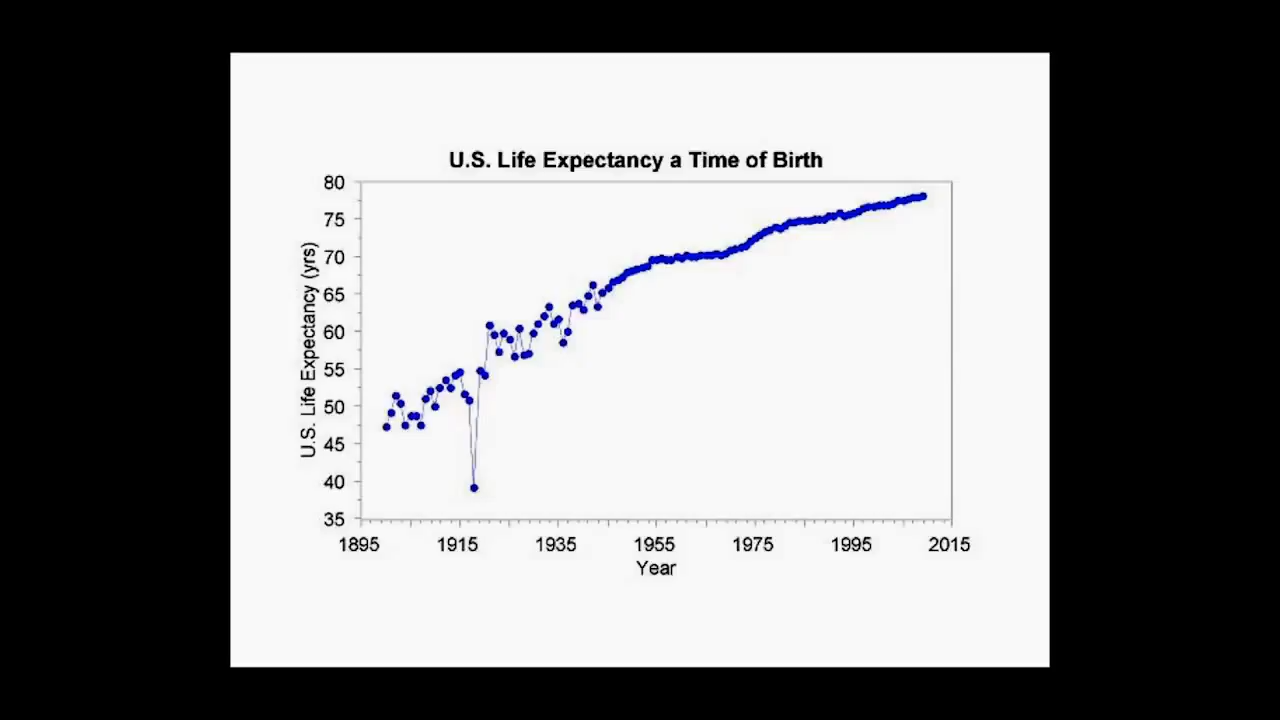 U.S. Life Expectancy a Time of Birth
80
75
70
65
60
55
50
45
40
35
U.S. Life Expectancy (yrs)
1895 1915 1935 1955 1975 1995 2015
Year